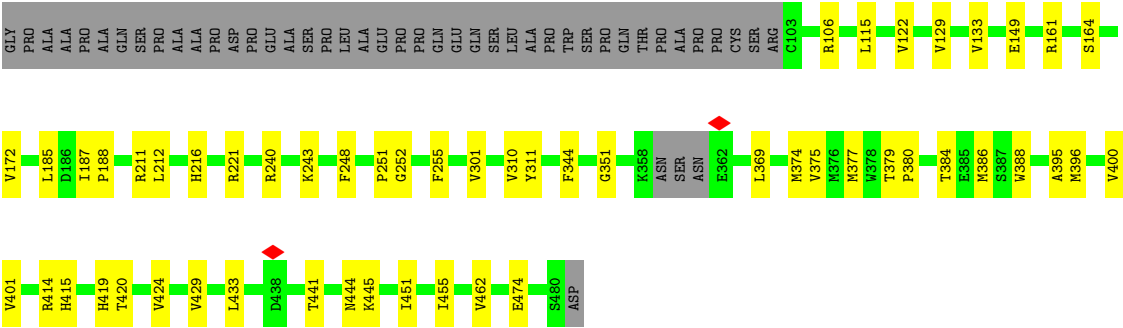 GLY PRO ALA ALA PRO ALA GLN SER PRO ALA ALA PRO ASP PRO GLU ALA SER PRO LEU ALA GLU PRO PRO GLN GLU GLN SER LEU ALA PRO TRP SER PRO GLN THR PRO ALA PRO PRO CYS SER ARG C103 R106 L115 V122 V129 V133 E149 R161 S164
V172 L185 D186 I187 P188 R211 L212 H216 R221 R240 K243 F248 P251 G252 F255 V301 V310 Y311 F344 G351 K358 ASN SER ASN E362 L369 M374 V375 M376 M377 W378 T379 P380 T384 E385 M386 S387 W388 A395 M396 V400
V401 R414 H415 H419 T420 V424 V429 L433 D438 T441 N444 K445 I451 I455 V462 E474 S480 ASP